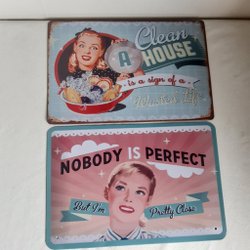 A
Clean
HOUSE
is a sign of a
NOBODY IS PERFECT
But I'm
Pretty Close